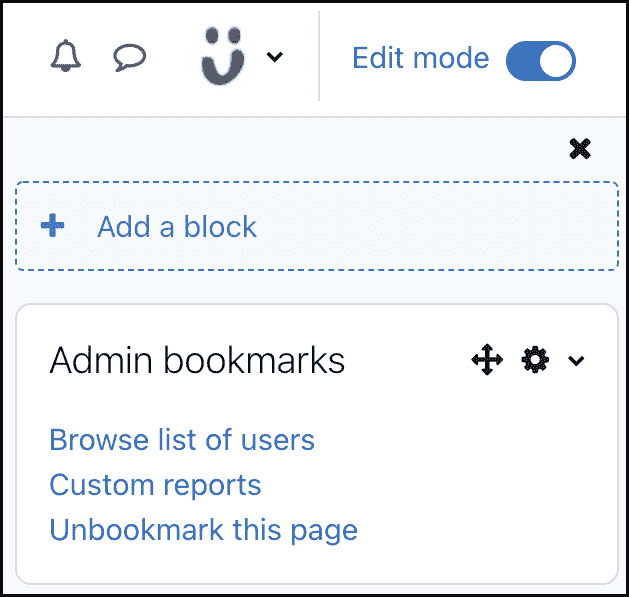 Edit mode
Add a block
Admin bookmarks
Browse list of users
Custom reports
Unbookmark this page